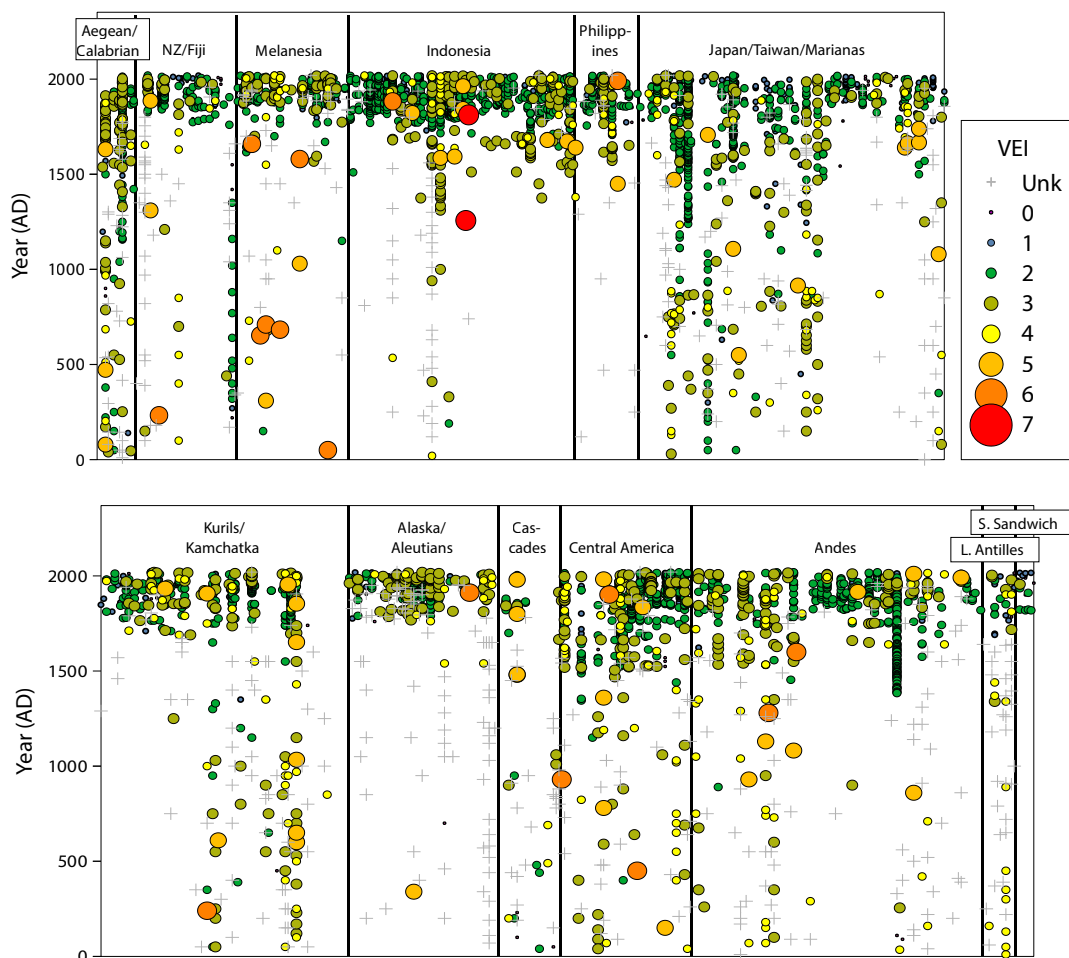 Aegean/
Calabrian
NZ/Fiji
Melanesia
Indonesia
Philipp-
ines
Japan/Taiwan/Marianas
Year (AD)
2000
1500
1000
500
0
VEI
Unk
0
1
2
3
4
5
6
7
Kurils/
Kamchatka
Alaska/
Aleutians
Cas-
cades
Central America
Andes
S. Sandwich
L. Antilles
Year (AD)
2000
1500
1000
500
0